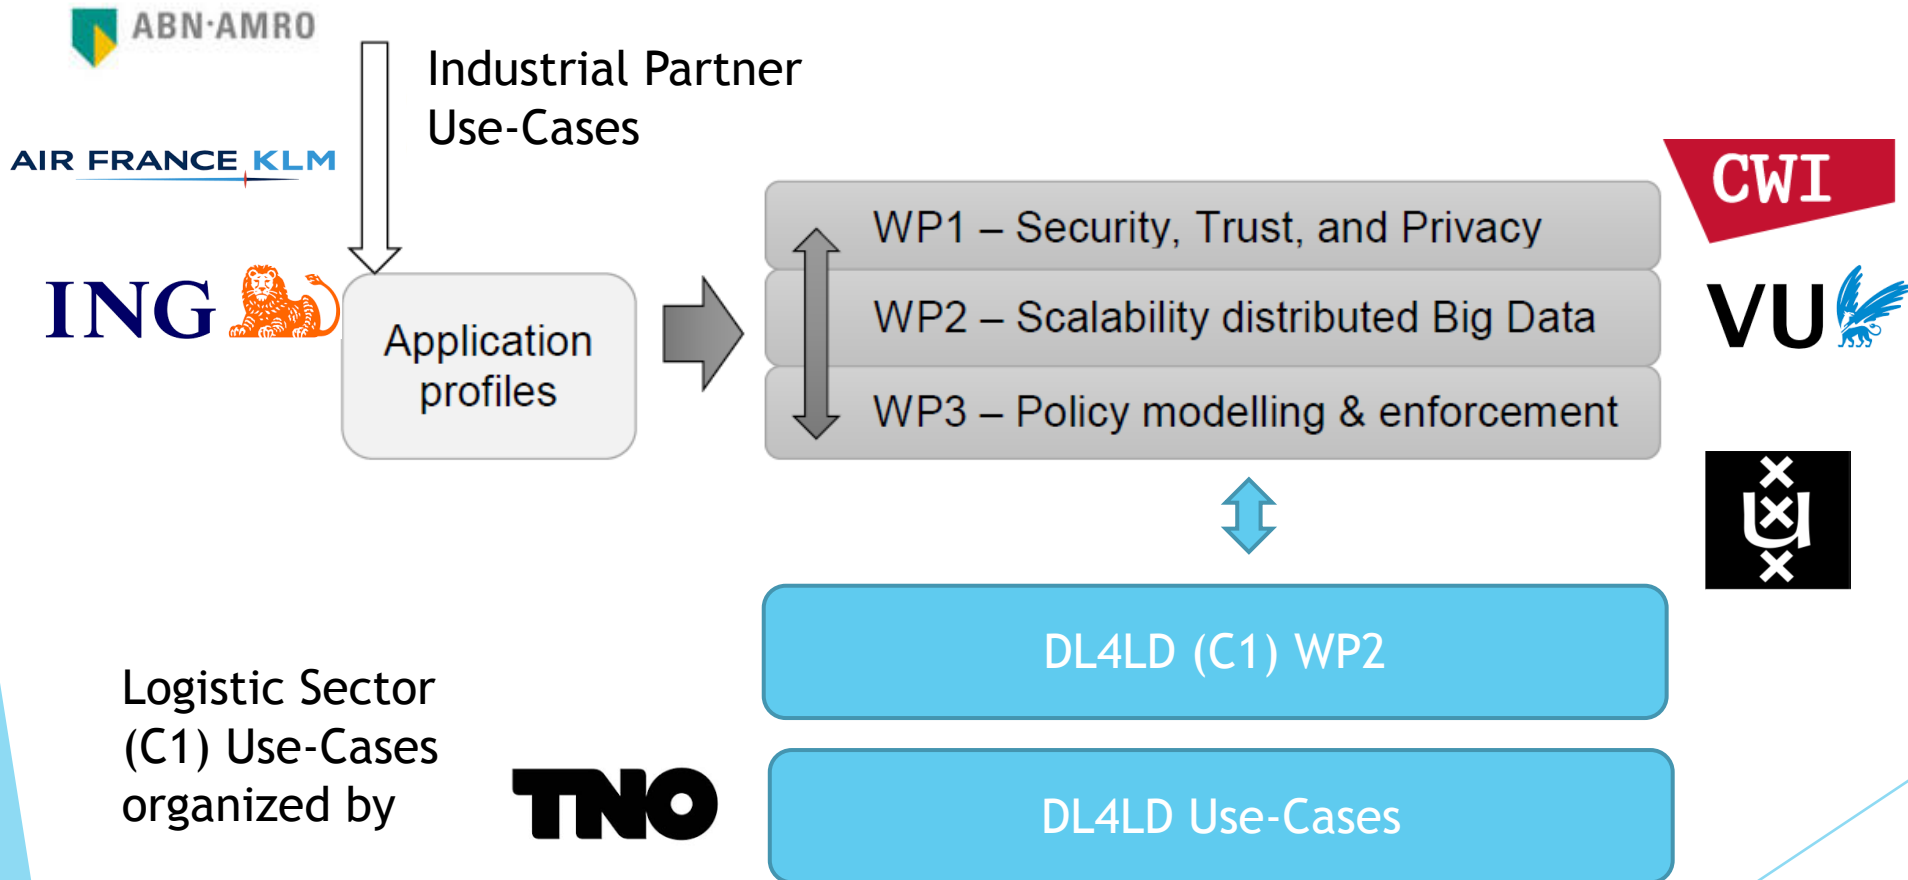 ABN·AMRO
Industrial Partner
Use-Cases
AIR FRANCE KLM
ING
Application
profiles
WP1 – Security, Trust, and Privacy
WP2 – Scalability distributed Big Data
WP3 – Policy modelling & enforcement
CWI
VU
U
DL4LD (C1) WP2
DL4LD Use-Cases
Logistic Sector
(C1) Use-Cases
organized by
TNO